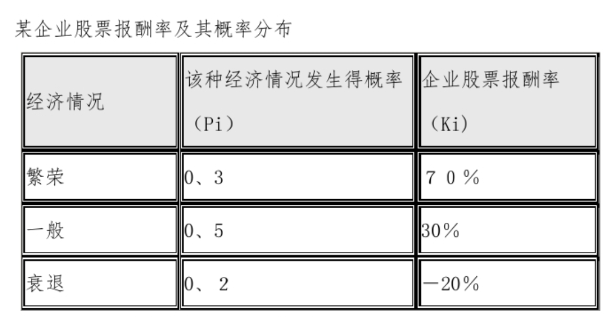 某企业股票报酬率及其概率分布
经济情况
该种经济情况发生得概率
（Pi）
企业股票报酬率
（Ki)
繁荣
0、3
７０％
一般
0、5
30%
衰退
0、２
－20%